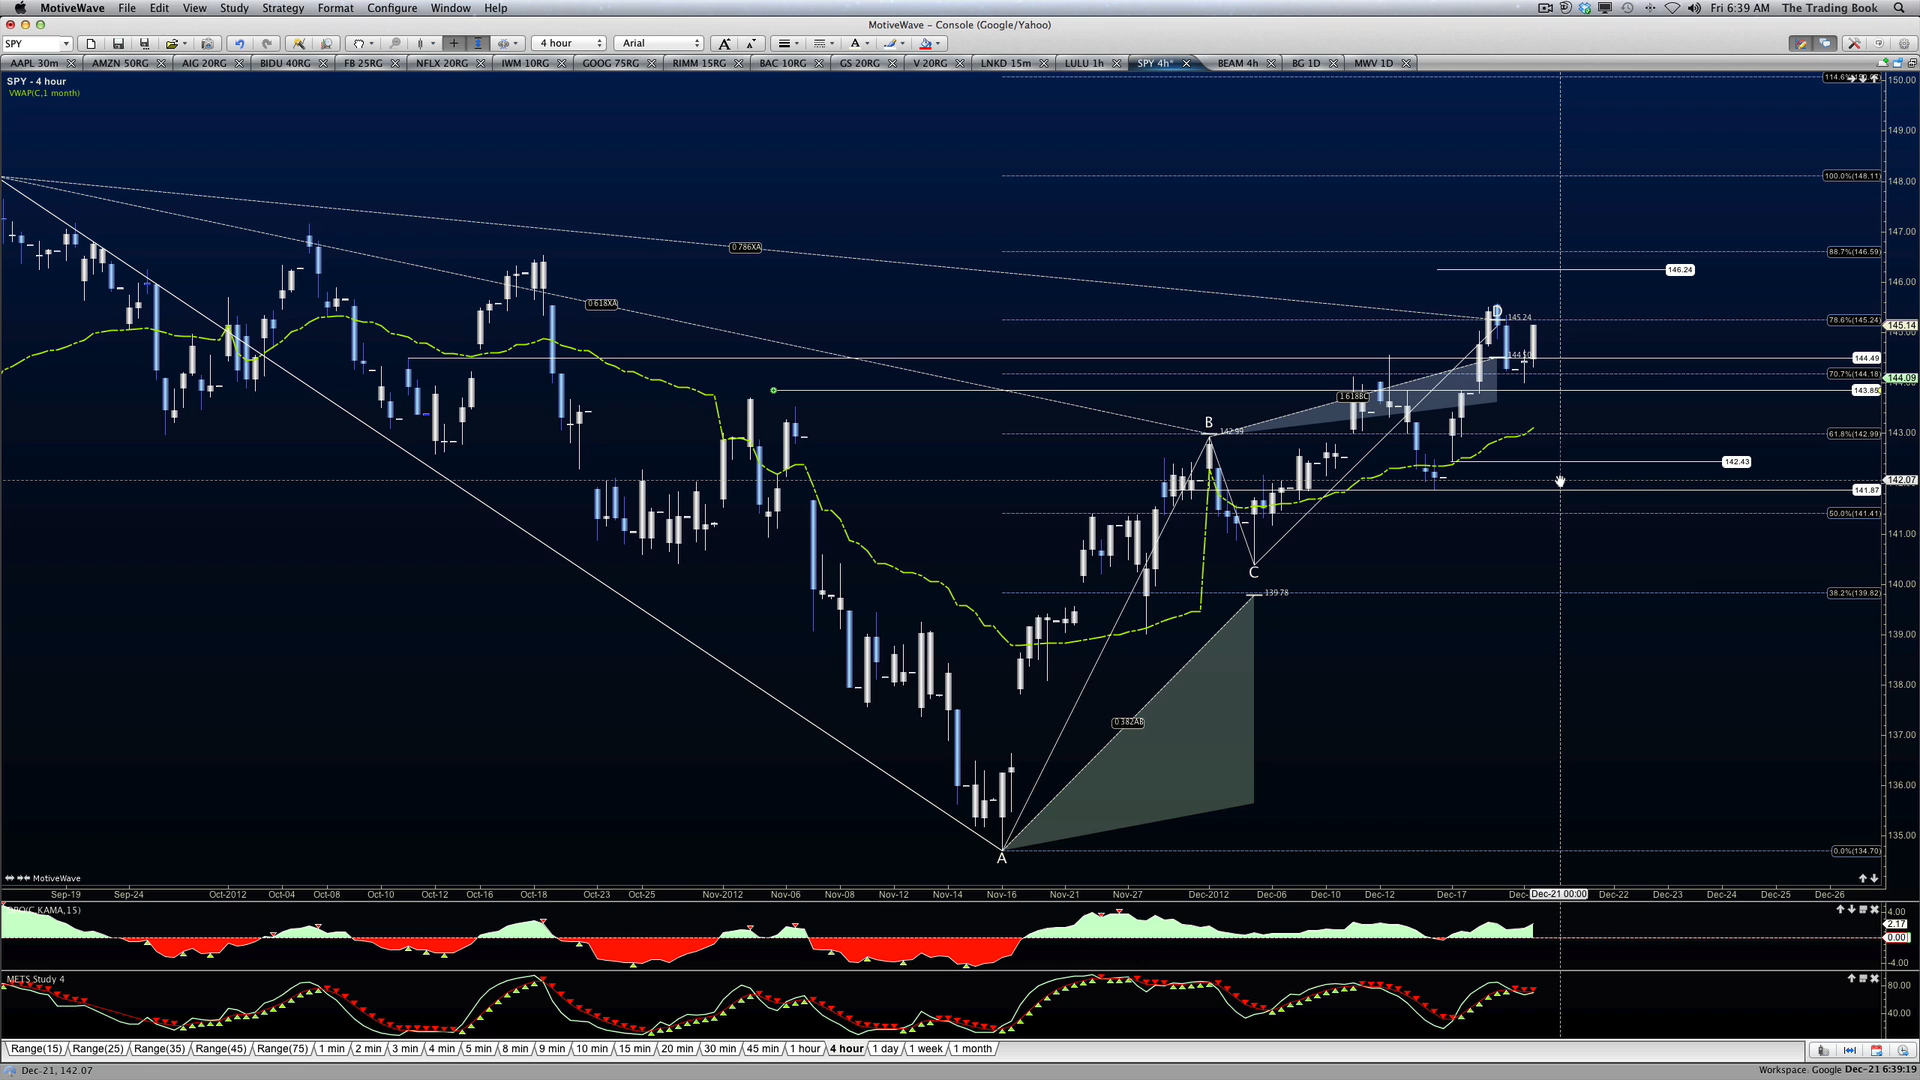 MotiveWave File Edit View Study Strategy Format Configure Window Help Fri 6:39 AM The Trading Book
MotiveWave - Console (Google/Yahoo)
SPY 4 hour Arial
AAPL 30m AMZN 50RG AIG 20RG BIDU 40RG FB 25RG NFLX 20RG IWM 10RG GOOG 75RG RIMM 15RG BAC 10RG GS 20RG V 20RG LNKD 15m LULU 1h SPY 4h* BEAM 4h BG 1D MWV 1D
SPY - 4 hour
VWAP(C,1 month)
150.00
149.00
100.0%(148.11)
148.00
147.00
0.786XA
88.7%(146.59)
146.24
146.00
0.618XA
D
145.24
78.6%(145.24)
145.14
144.49
70.7%(144.18)
144.09
143.85
1.618BC
B
142.99
61.8%(142.99)
143.00
142.43
142.07
141.87
50.0%(141.41)
141.00
C
140.00
139.78
38.2%(139.82)
139.00
138.00
0.382AB
137.00
136.00
135.00
A
0.0%(134.70)
MotiveWave
Sep-19 Sep-24 Oct-2012 Oct-04 Oct-08 Oct-10 Oct-12 Oct-16 Oct-18 Oct-23 Oct-25 Nov-2012 Nov-06 Nov-08 Nov-12 Nov-14 Nov-16 Nov-21 Nov-27 Dec-2012 Dec-06 Dec-10 Dec-12 Dec-17 Dec-21 00:00 Dec-22 Dec-23 Dec-24 Dec-25 Dec-26
4.00
2.17
0.00
-4.00
METS Study 4
80.00
40.00
Range(15) Range(25) Range(35) Range(45) Range(75) 1 min 2 min 3 min 4 min 5 min 8 min 9 min 10 min 15 min 20 min 30 min 45 min 1 hour 4 hour 1 day 1 week 1 month
Dec-21, 142.07 Workspace: Google Dec-21 6:39:19